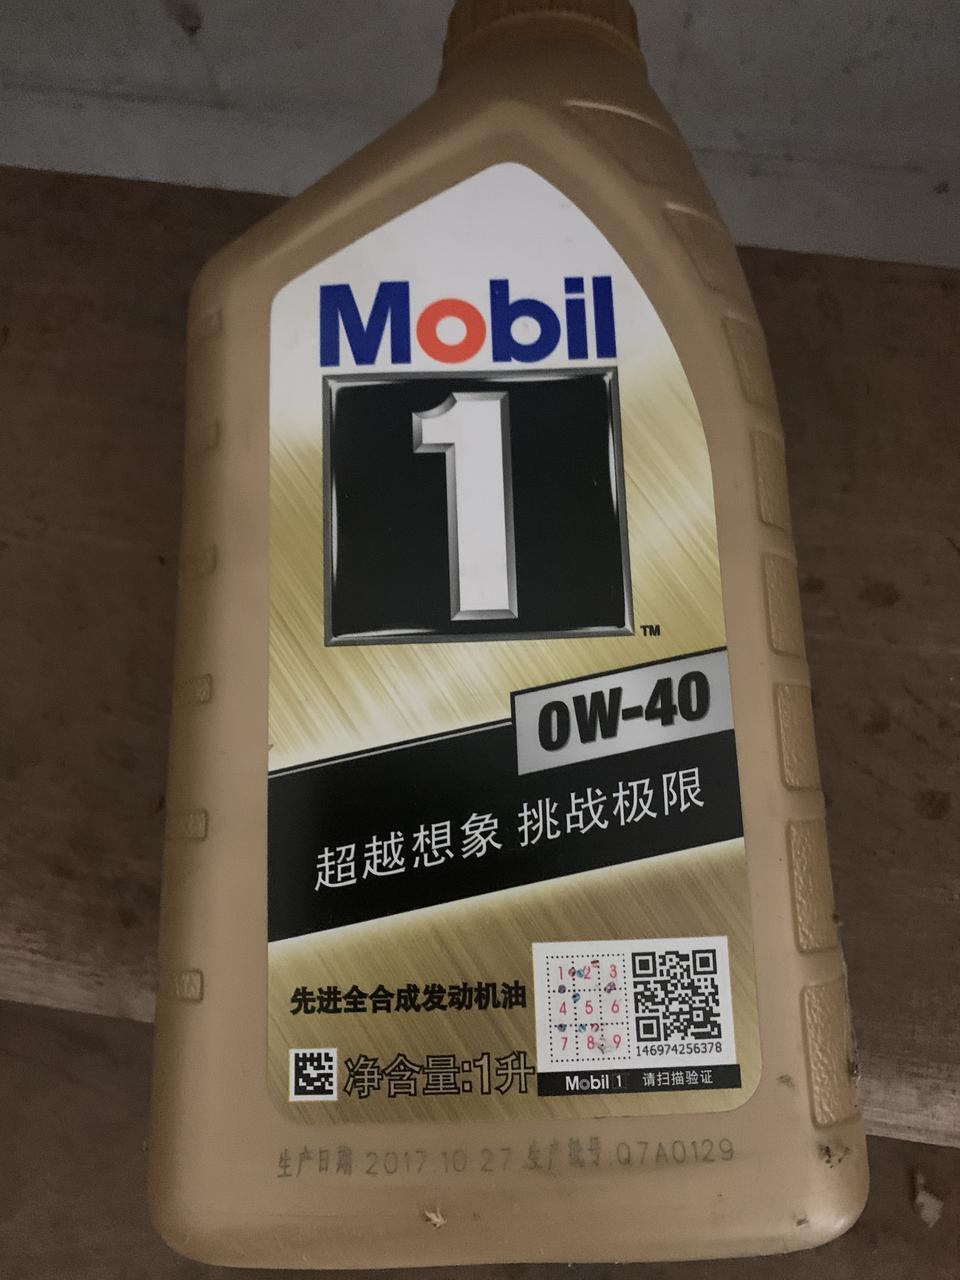 Mobil
1
TM
0W-40
超越想象 挑战极限
先进全合成发动机油
净含量:1升
1 2 3
4 5 6
7 8 9
146974256378
Mobil 1 请扫描验证
生产日期 2017 10 27 生产批号 Q7A0129